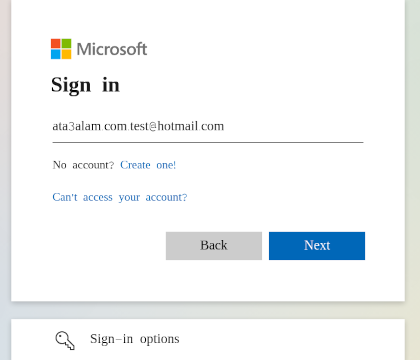 Microsoft
Sign in
ata3alam.com.test@hotmail.com
No account? Create one!
Can't access your account?
Back Next
Sign-in options